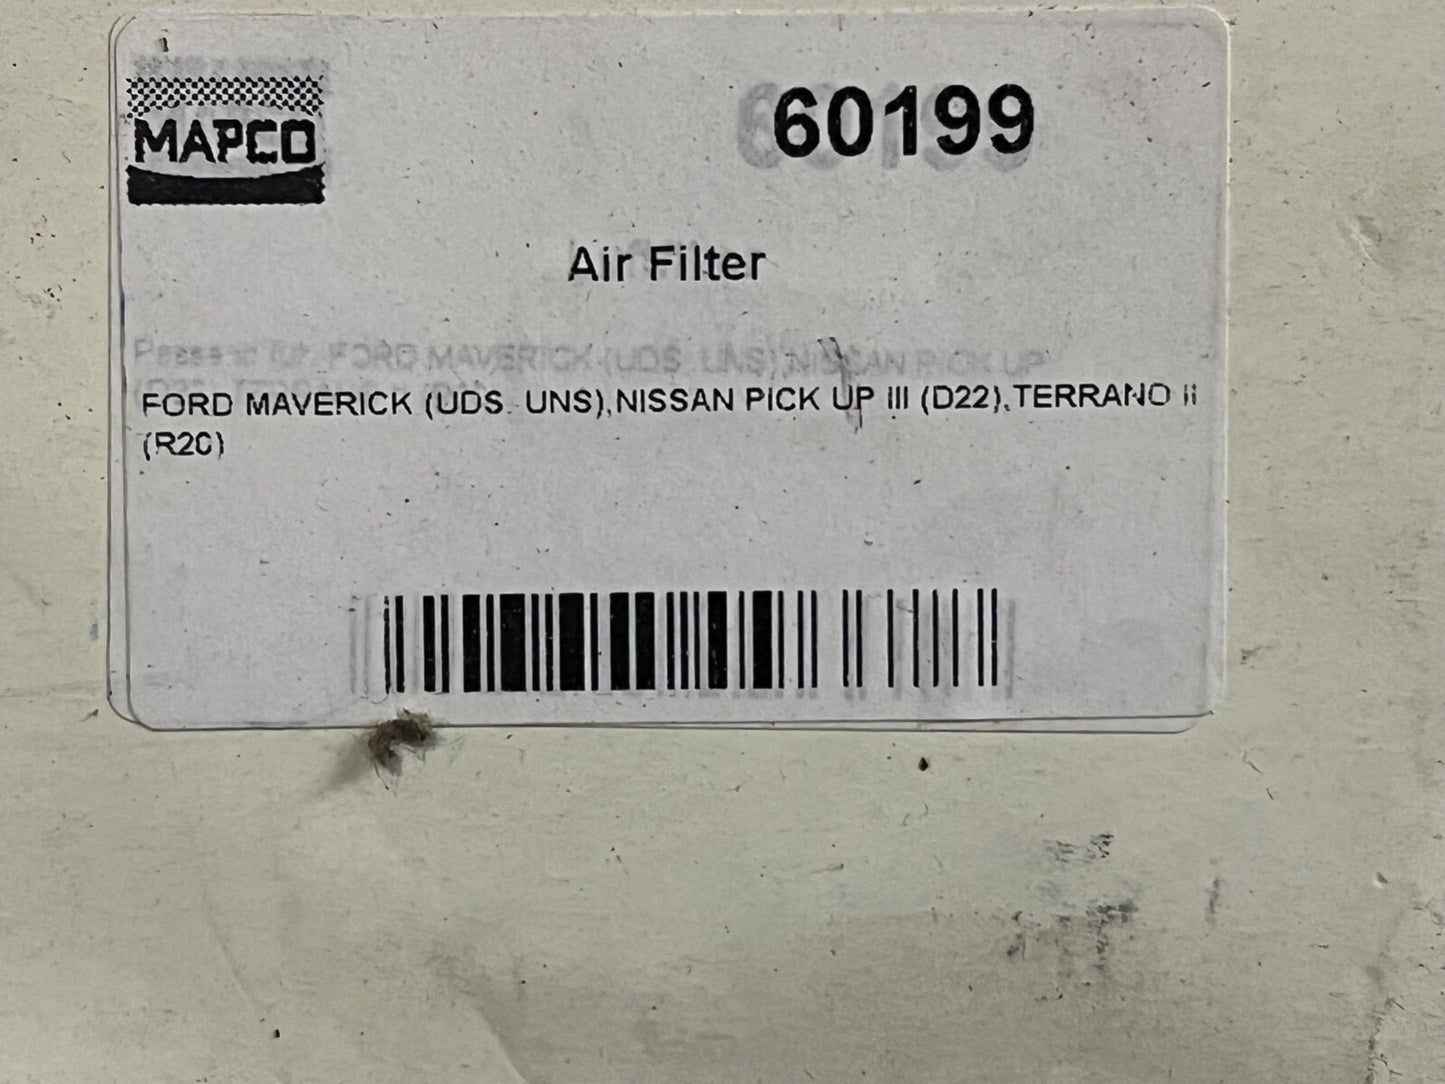 MAPCO
60199
Air Filter
FORD MAVERICK (UDS. UNS),NISSAN PICK UP III (D22),TERRANO II
(R20)